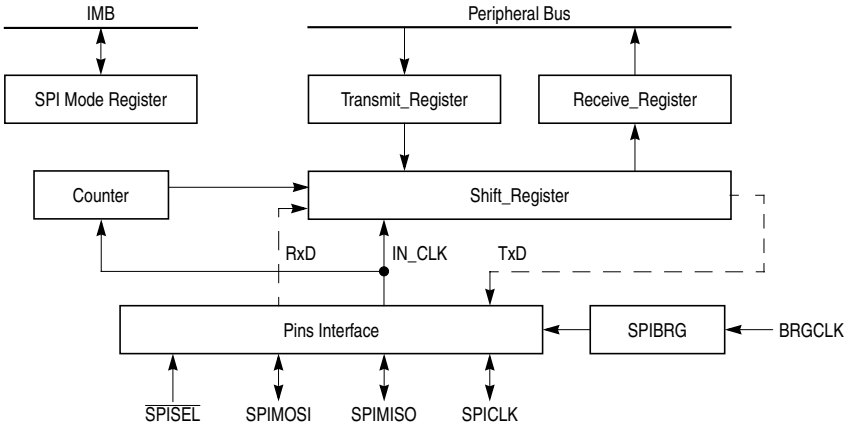 IMB
Peripheral Bus
SPI Mode Register
Transmit_Register
Receive_Register
Counter
Shift_Register
RxD
IN_CLK
TxD
Pins Interface
SPIBRG
BRGCLK
SPISEL
SPIMOSI
SPIMISO
SPICLK